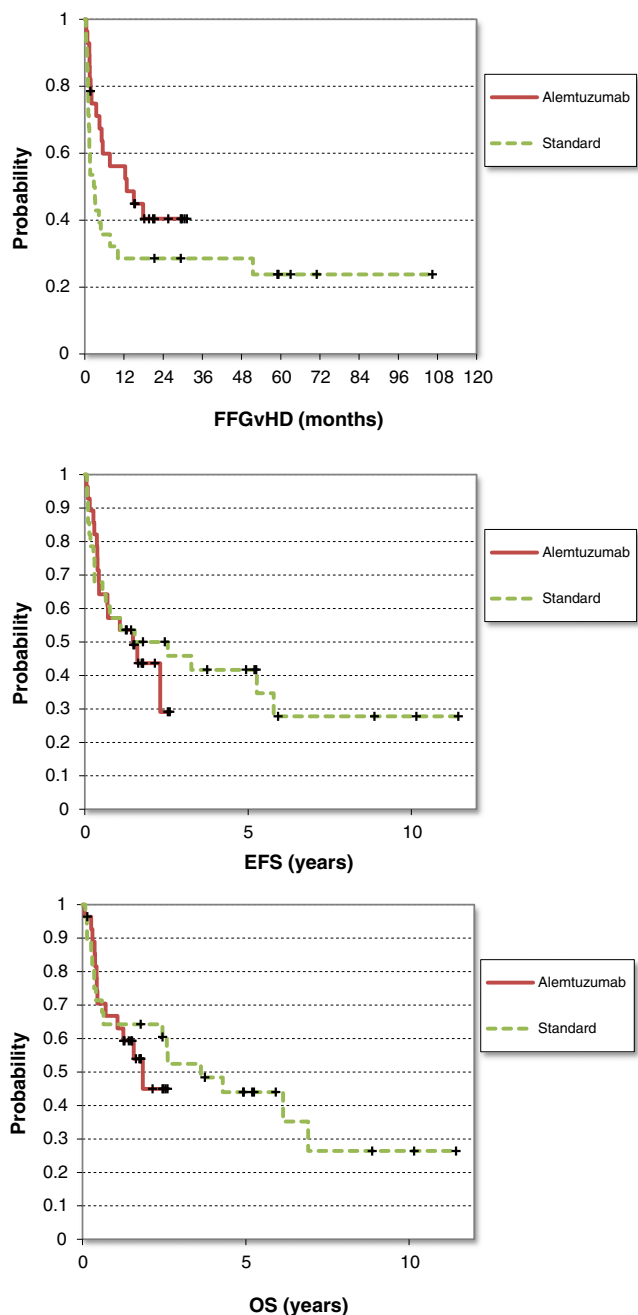 1
0.8
0.6
0.4
0.2
0
Probability
0 12 24 36 48 60 72 84 96 108 120
FFGvHD (months)
Alemtuzumab
Standard
1
0.9
0.8
0.7
0.6
0.5
0.4
0.3
0.2
0.1
0
Probability
0 5 10
EFS (years)
Alemtuzumab
Standard
1
0.9
0.8
0.7
0.6
0.5
0.4
0.3
0.2
0.1
0
Probability
0 5 10
OS (years)
Alemtuzumab
Standard